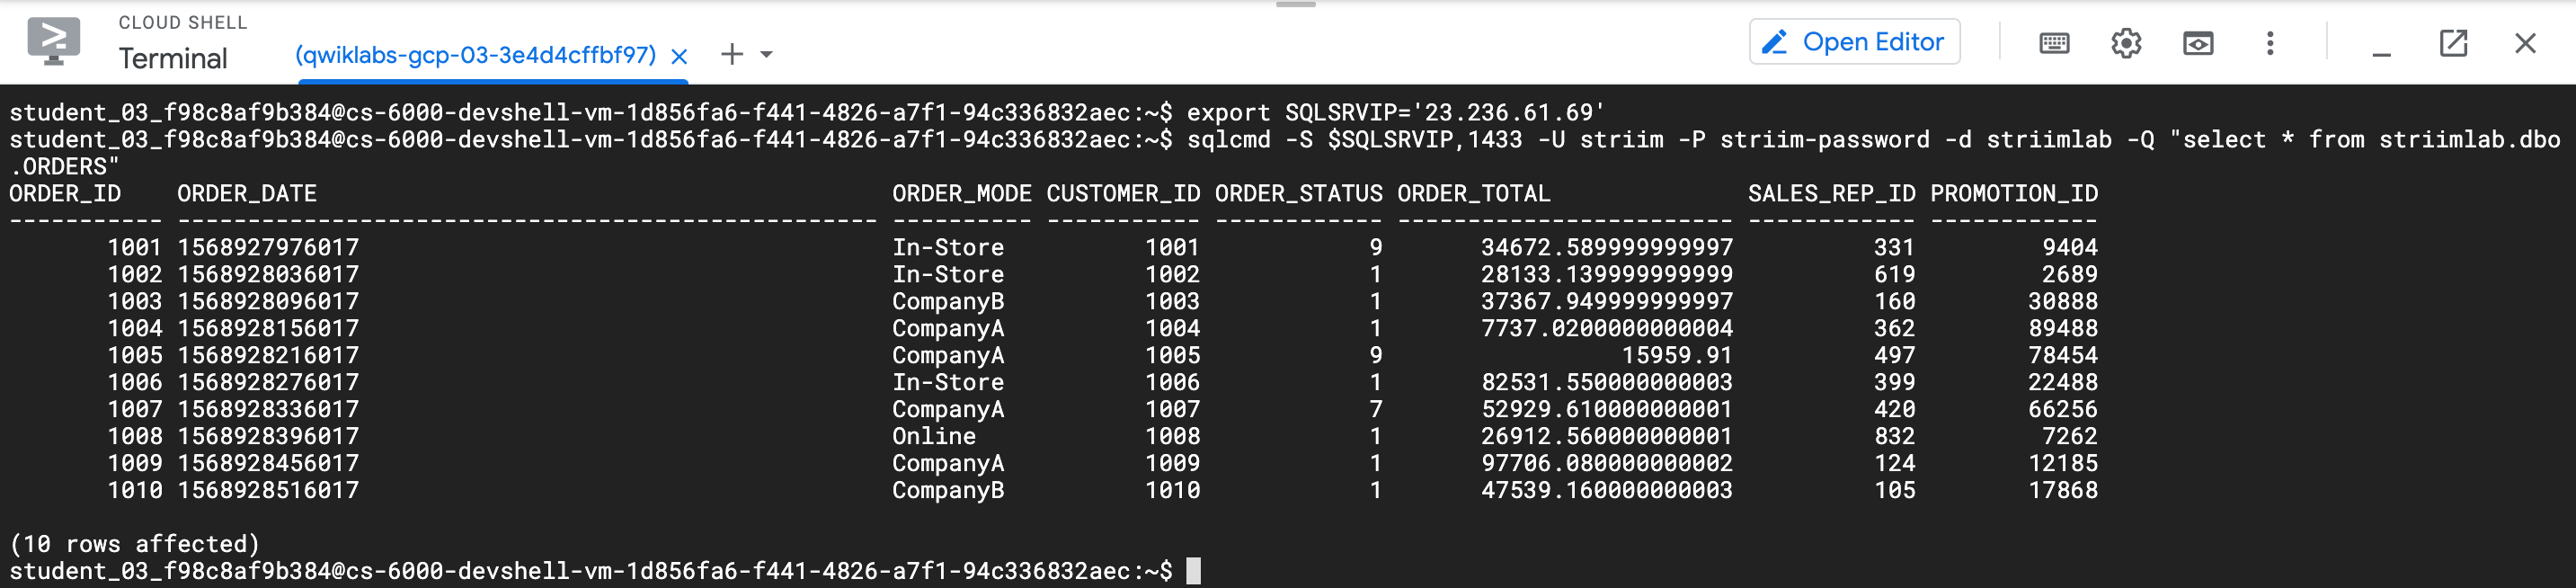 CLOUD SHELL
Terminal
(qwiklabs-gcp-03-3e4d4cffbf97)
Open Editor
student_03_f98c8af9b384@cs-6000-devshell-vm-1d856fa6-f441-4826-a7f1-94c336832aec:~$ export SQLSRVIP='23.236.61.69'
student_03_f98c8af9b384@cs-6000-devshell-vm-1d856fa6-f441-4826-a7f1-94c336832aec:~$ sqlcmd -S $SQLSRVIP,1433 -U striim -P striim-password -d striimlab -Q "select * from striimlab.dbo
.ORDERS"
ORDER_ID    ORDER_DATE                                         ORDER_MODE CUSTOMER_ID ORDER_STATUS ORDER_TOTAL              SALES_REP_ID PROMOTION_ID
----------- -------------------------------------------------- ---------- ----------- ------------ ------------------------ ------------ ------------
       1001 1568927976017                                      In-Store          1001            9       34672.589999999997          331         9404
       1002 1568928036017                                      In-Store          1002            1       28133.139999999999          619         2689
       1003 1568928096017                                      CompanyB          1003            1       37367.949999999997          160        30888
       1004 1568928156017                                      CompanyA          1004            1       7737.0200000000004          362        89488
       1005 1568928216017                                      CompanyA          1005            9                 15959.91          497        78454
       1006 1568928276017                                      In-Store          1006            1       82531.550000000003          399        22488
       1007 1568928336017                                      CompanyA          1007            7       52929.610000000001          420        66256
       1008 1568928396017                                      Online            1008            1       26912.560000000001          832         7262
       1009 1568928456017                                      CompanyA          1009            1       97706.080000000002          124        12185
       1010 1568928516017                                      CompanyB          1010            1       47539.160000000003          105        17868
(10 rows affected)
student_03_f98c8af9b384@cs-6000-devshell-vm-1d856fa6-f441-4826-a7f1-94c336832aec:~$